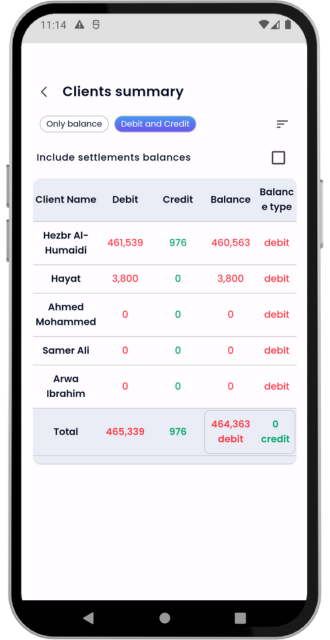 11:14
Clients summary
Only balance Debit and Credit
Include settlements balances
Client Name Debit Credit Balance Balanc
e type
Hezbr Al-
Humaidi 461,539 976 460,563 debit
Hayat 3,800 0 3,800 debit
Ahmed
Mohammed 0 0 0 debit
Samer Ali 0 0 0 debit
Arwa
Ibrahim 0 0 0 debit
Total 465,339 976 464,363 0
debit credit